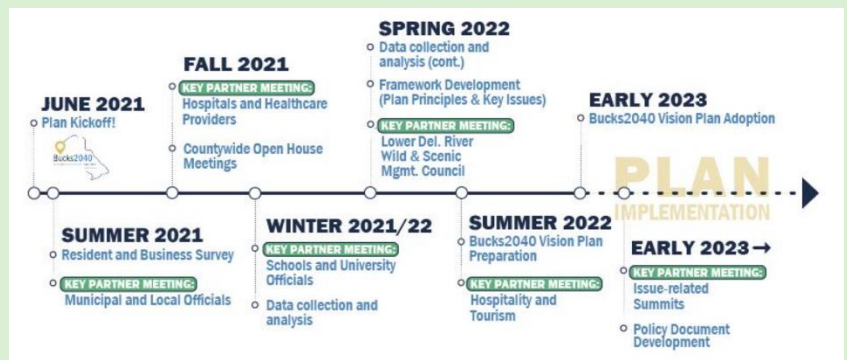 JUNE 2021
Plan Kickoff!
Bucks2040
SUMMER 2021
Resident and Business Survey
KEY PARTNER MEETING:
Municipal and Local Officials
FALL 2021
KEY PARTNER MEETING:
Hospitals and Healthcare
Providers
Countywide Open House
Meetings
WINTER 2021/22
KEY PARTNER MEETING:
Schools and University
Officials
Data collection and
analysis
SPRING 2022
Data collection and
analysis (cont.)
Framework Development
(Plan Principles & Key Issues)
KEY PARTNER MEETING:
Lower Del. River
Wild & Scenic
Mgmt. Council
SUMMER 2022
Bucks2040 Vision Plan
Preparation
KEY PARTNER MEETING:
Hospitality and
Tourism
EARLY 2023
Bucks2040 Vision Plan Adoption
PLAN
IMPLEMENTATION
EARLY 2023→
KEY PARTNER MEETING:
Issue-related
Summits
Policy Document
Development